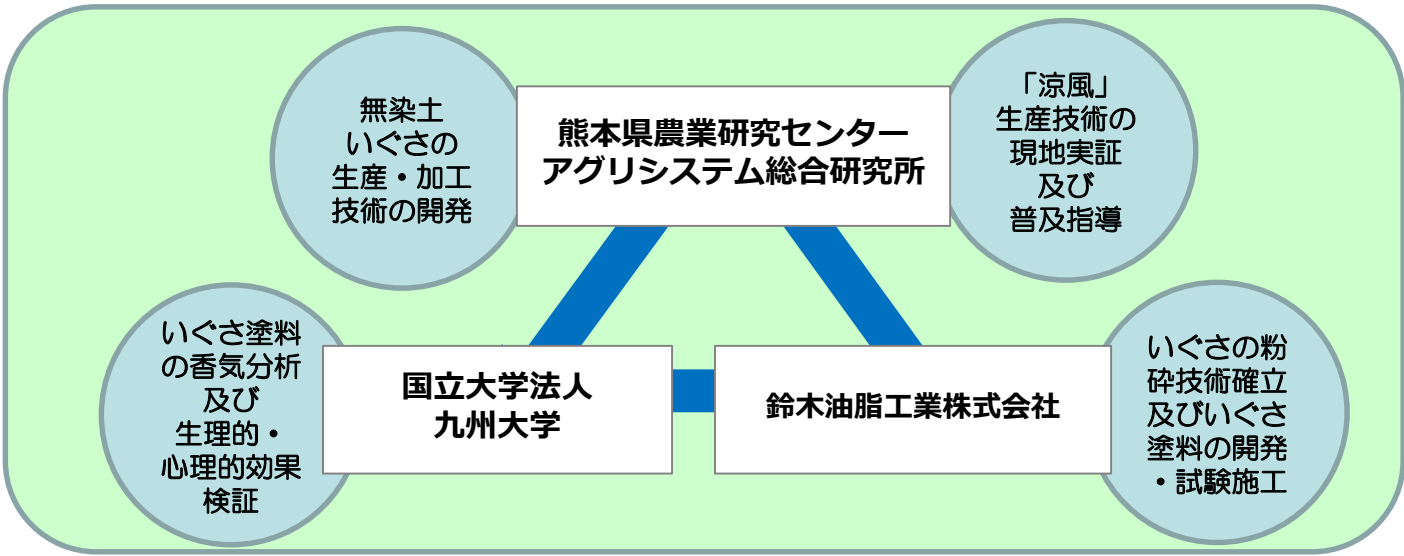 無染土
いぐさの
生産・加工
技術の開発
熊本県農業研究センター
アグリシステム総合研究所
「涼風」
生産技術の
現地実証
及び
普及指導
いぐさ塗料
の香気分析
及び
生理的・
心理的効果
検証
国立大学法人
九州大学
鈴木油脂工業株式会社
いぐさの粉
砕技術確立
及びいぐさ
塗料の開発
・試験施工